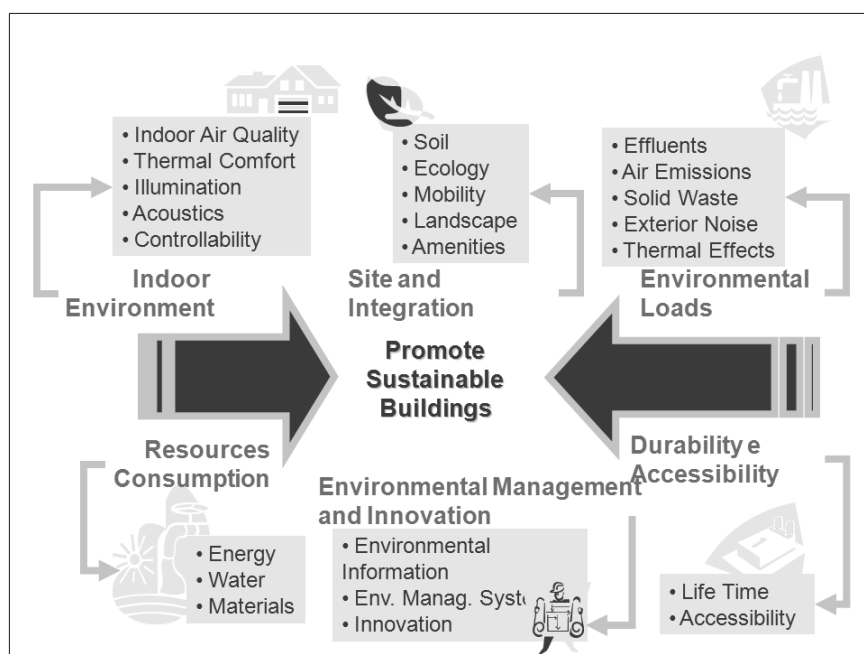 • Indoor Air Quality
• Thermal Comfort
• Illumination
• Acoustics
• Controllability
Indoor
Environment
• Soil
• Ecology
• Mobility
• Landscape
• Amenities
Site and
Integration
• Effluents
• Air Emissions
• Solid Waste
• Exterior Noise
• Thermal Effects
Environmental
Loads
Promote
Sustainable
Buildings
Resources
Consumption
• Energy
• Water
• Materials
Environmental Management
and Innovation
• Environmental
Information
• Env. Manag. Syst
• Innovation
Durability e
Accessibility
• Life Time
• Accessibility